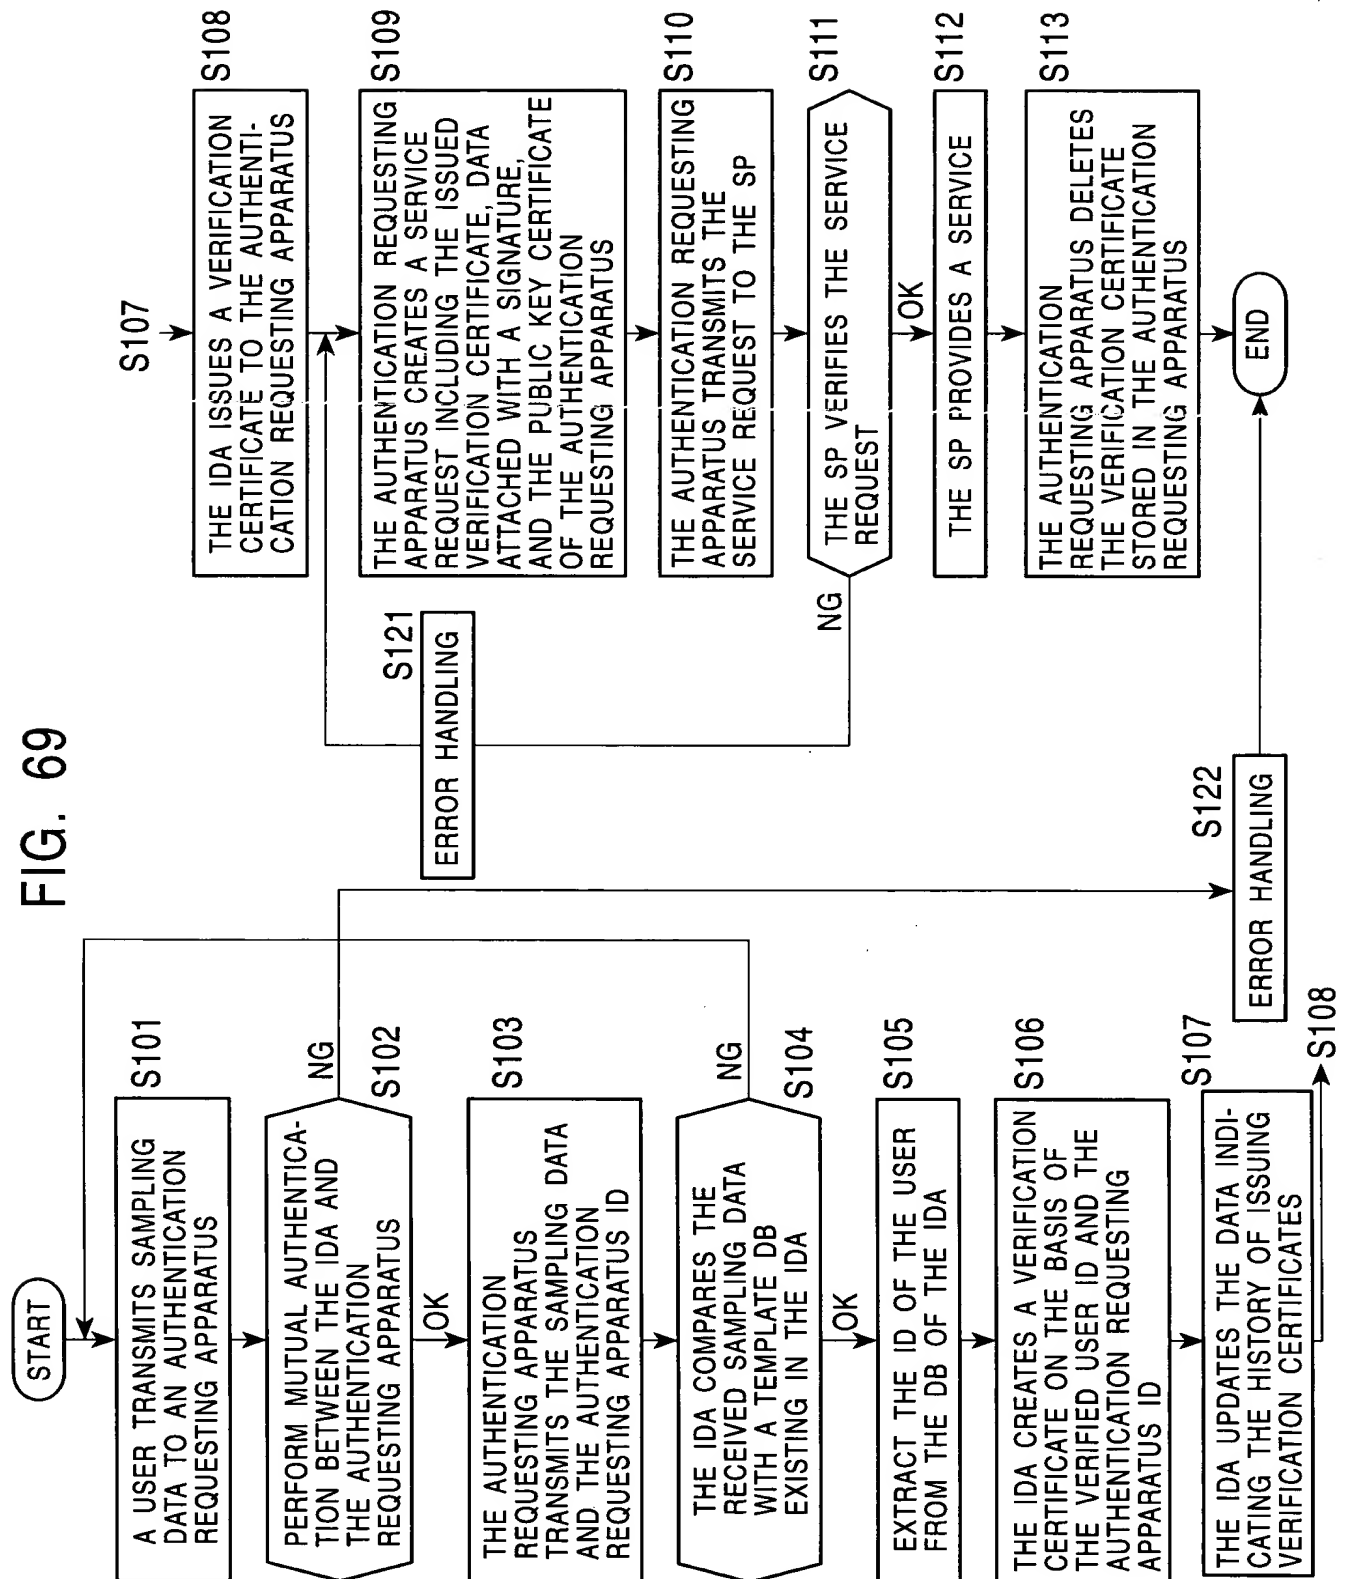 FIG. 69
START
A USER TRANSMITS SAMPLING
DATA TO AN AUTHENTICATION
REQUESTING APPARATUS
S101
PERFORM MUTUAL AUTHENTICA-
TION BETWEEN THE IDA AND
THE AUTHENTICATION
REQUESTING APPARATUS
S102
NG
OK
THE AUTHENTICATION
REQUESTING APPARATUS
TRANSMITS THE SAMPLING DATA
AND THE AUTHENTICATION
REQUESTING APPARATUS ID
S103
THE IDA COMPARES THE
RECEIVED SAMPLING DATA
WITH A TEMPLATE DB
EXISTING IN THE IDA
S104
NG
OK
EXTRACT THE ID OF THE USER
FROM THE DB OF THE IDA
S105
THE IDA CREATES A VERIFICATION
CERTIFICATE ON THE BASIS OF
THE VERIFIED USER ID AND THE
AUTHENTICATION REQUESTING
APPARATUS ID
S106
THE IDA UPDATES THE DATA INDI-
CATING THE HISTORY OF ISSUING
VERIFICATION CERTIFICATES
S107
S108
S107
THE IDA ISSUES A VERIFICATION
CERTIFICATE TO THE AUTHENTI-
CATION REQUESTING APPARATUS
S108
THE AUTHENTICATION REQUESTING
APPARATUS CREATES A SERVICE
REQUEST INCLUDING THE ISSUED
VERIFICATION CERTIFICATE, DATA
ATTACHED WITH A SIGNATURE,
AND THE PUBLIC KEY CERTIFICATE
OF THE AUTHENTICATION
REQUESTING APPARATUS
S109
THE AUTHENTICATION REQUESTING
APPARATUS TRANSMITS THE
SERVICE REQUEST TO THE SP
S110
THE SP VERIFIES THE SERVICE
REQUEST
S111
NG
OK
S121
ERROR HANDLING
THE SP PROVIDES A SERVICE
S112
THE AUTHENTICATION
REQUESTING APPARATUS DELETES
THE VERIFICATION CERTIFICATE
STORED IN THE AUTHENTICATION
REQUESTING APPARATUS
S113
S122
ERROR HANDLING
END